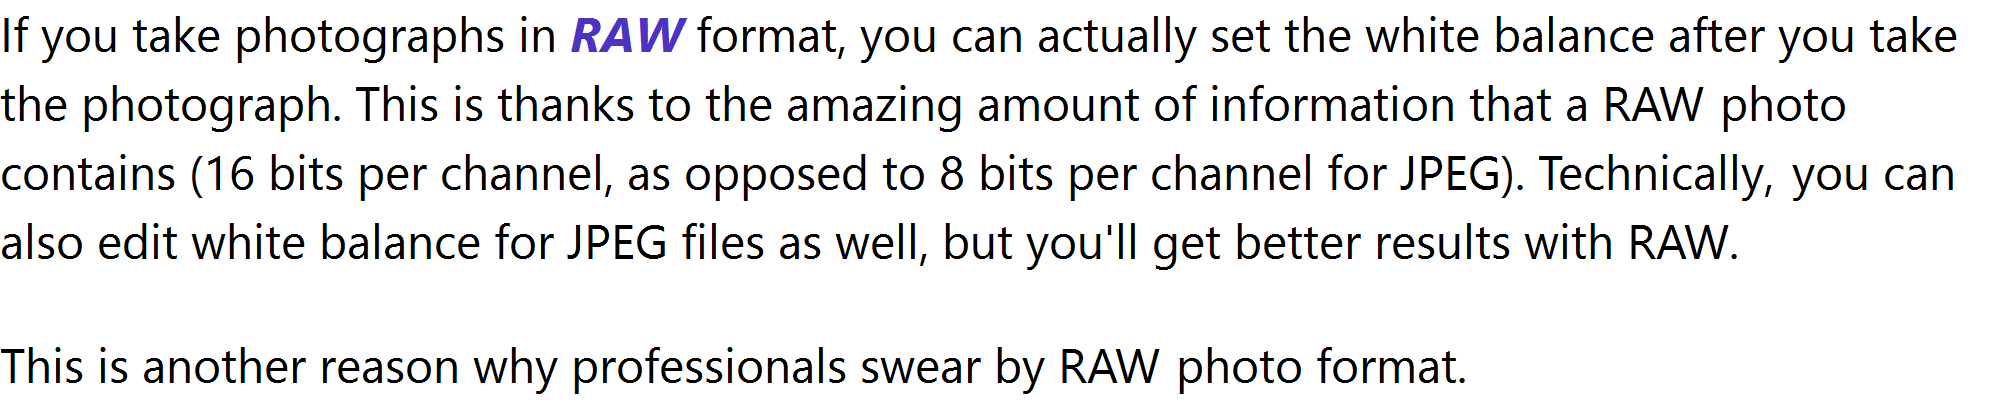 If you take photographs in RAW format, you can actually set the white balance after you take
the photograph. This is thanks to the amazing amount of information that a RAW photo
contains (16 bits per channel, as opposed to 8 bits per channel for JPEG). Technically, you can
also edit white balance for JPEG files as well, but you'll get better results with RAW.
This is another reason why professionals swear by RAW photo format.